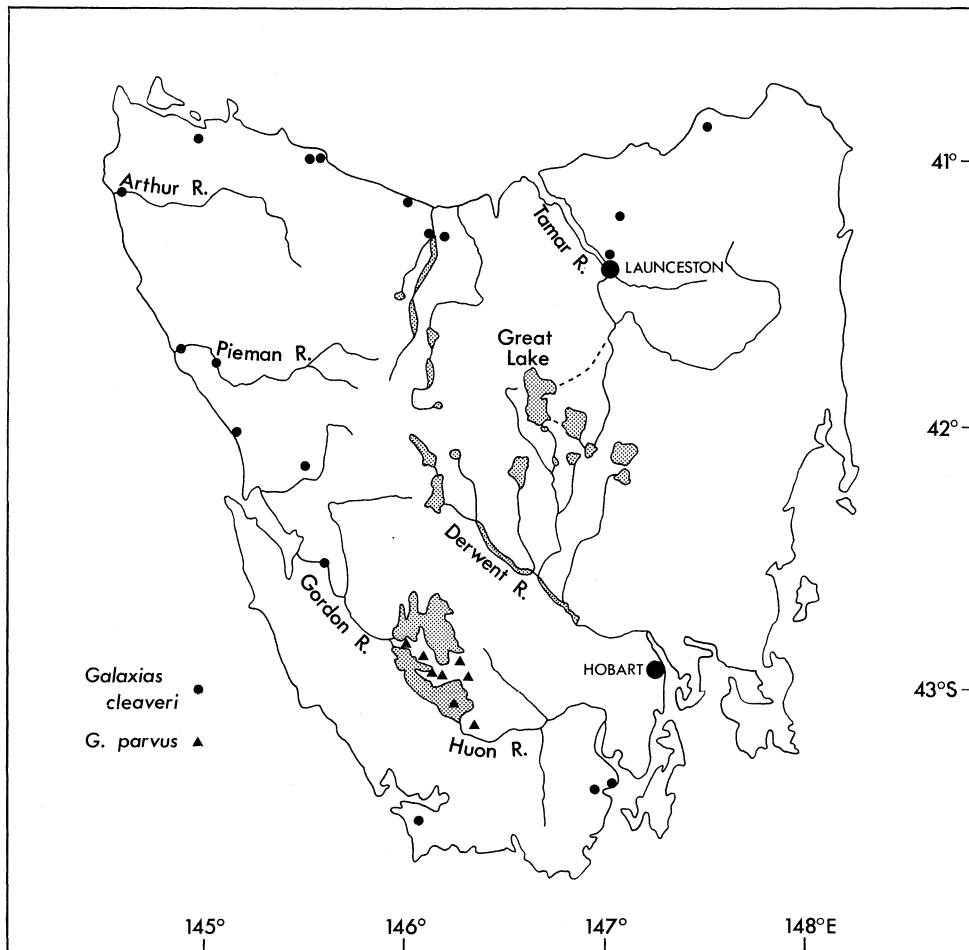 41°
Arthur R.
Tamar R.
LAUNCESTON
Great
Lake
Pieman R.
42°
Derwent R.
Gordon R.
HOBART
Galaxias
cleaveri
43°S
G. parvus
Huon R.
145°
146°
147°
148°E